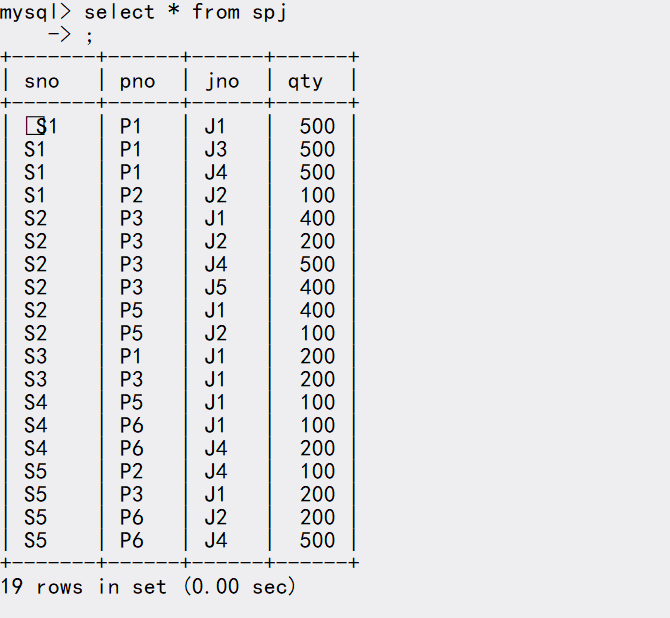 mysql> select * from spj
    -> ;
+-------+------+------+------+
| sno   | pno  | jno  | qty  |
+-------+------+------+------+
| □S1   | P1   | J1   |  500 |
| S1    | P1   | J3   |  500 |
| S1    | P1   | J4   |  500 |
| S1    | P2   | J2   |  100 |
| S2    | P3   | J1   |  400 |
| S2    | P3   | J2   |  200 |
| S2    | P3   | J4   |  500 |
| S2    | P3   | J5   |  400 |
| S2    | P5   | J1   |  400 |
| S2    | P5   | J2   |  100 |
| S3    | P1   | J1   |  200 |
| S3    | P3   | J1   |  200 |
| S4    | P5   | J1   |  100 |
| S4    | P6   | J1   |  100 |
| S4    | P6   | J4   |  200 |
| S5    | P2   | J4   |  100 |
| S5    | P3   | J1   |  200 |
| S5    | P6   | J2   |  200 |
| S5    | P6   | J4   |  500 |
+-------+------+------+------+
19 rows in set (0.00 sec)